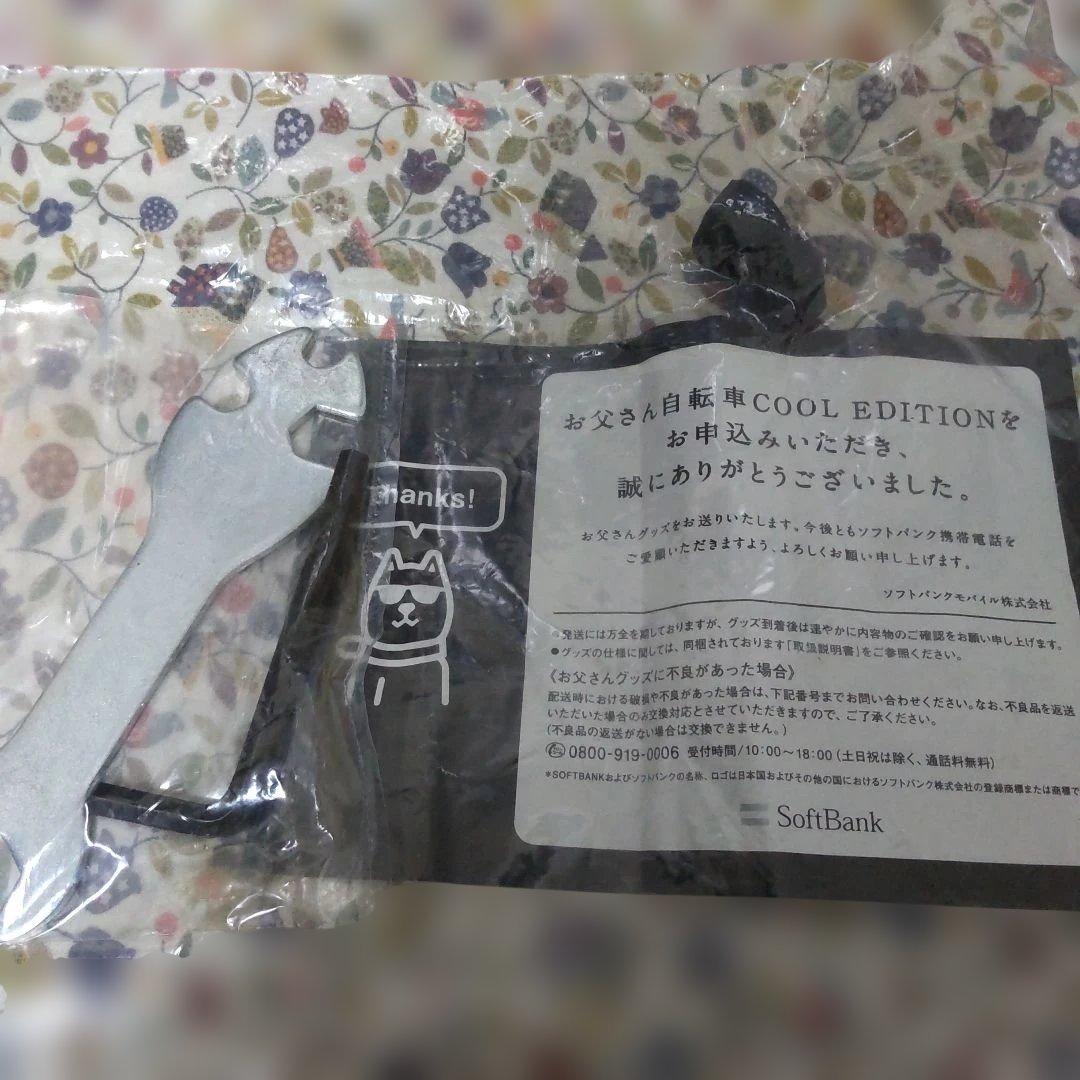 hanks!
お父さん自転車COOL EDITIONを
お申込みいただき、
誠にありがとうございました。
お父さんグッズをお送りいたします。今後ともソフトバンク携帯電話を
ご愛顧いただきますよう、よろしくお願い申し上げます。
ソフトバンクモバイル株式会社
●発送には万全を期しておりますが、グッズ到着後は速やかに内容物のご確認をお願い申し上げます。
●グッズの仕様に関しては、同梱されております「取扱説明書」をご参照ください。
《お父さんグッズに不良があった場合》
配送時における破損や不良があった場合は、下記番号までお問い合わせください。なお、不良品を返送
いただいた場合のみ交換対応とさせていただきますので、ご了承ください。
(不良品の返送がない場合は交換できません。)
0800-919-0006 受付時間/10:00～18:00(土日祝は除く、通話料無料)
*SOFTBANKおよびソフトバンクの名称、ロゴは日本国およびその他の国におけるソフトバンク株式会社の登録商標または商標で
SoftBank